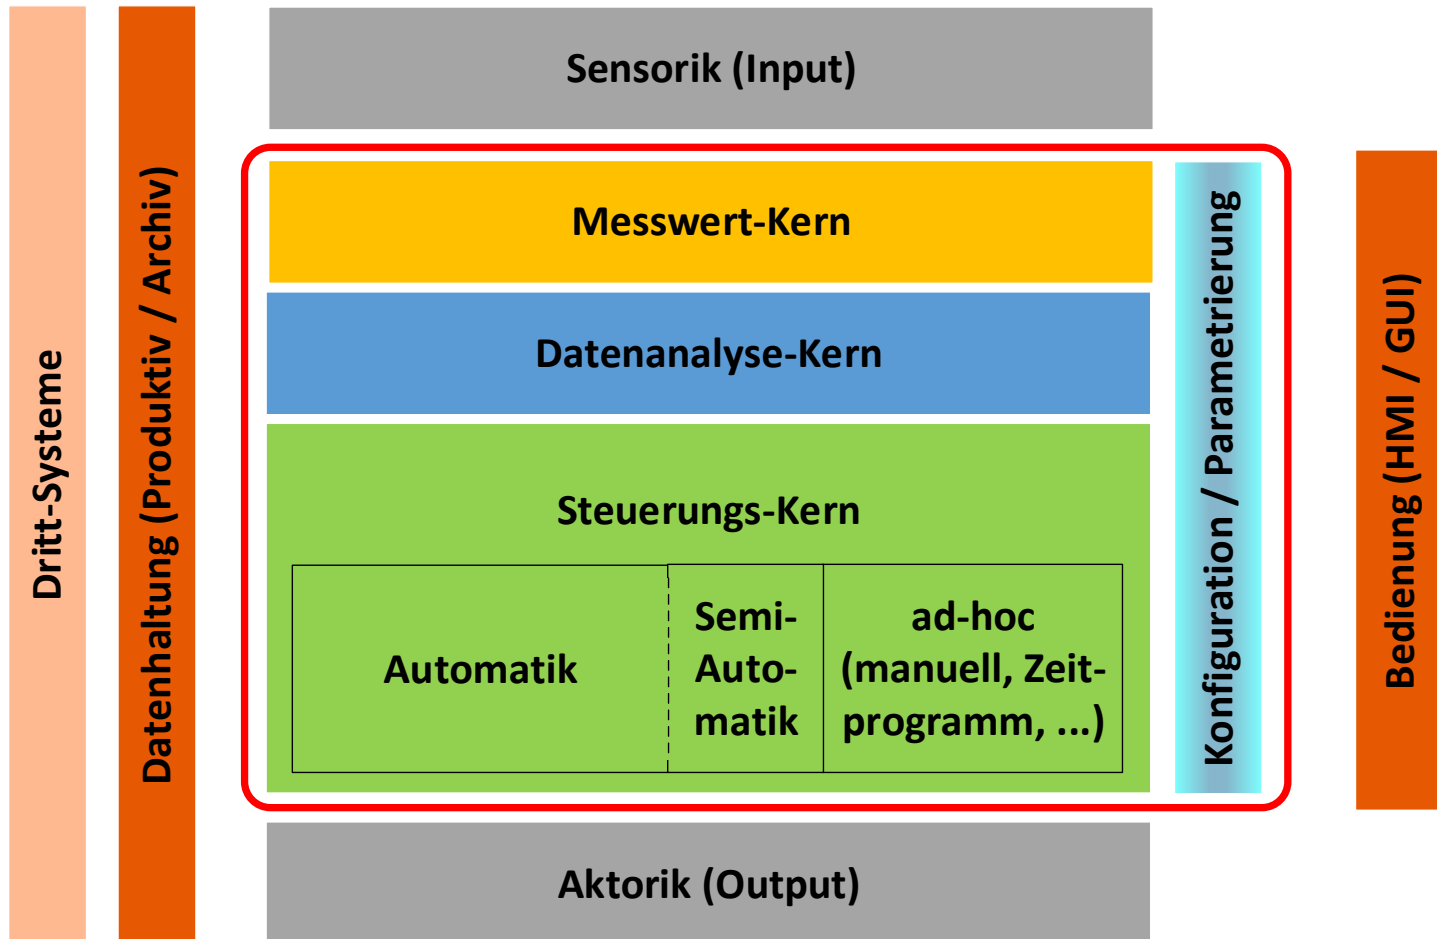 Dritt-Systeme
Datenhaltung (Produktiv / Archiv)
Sensorik (Input)
Messwert-Kern
Datenanalyse-Kern
Steuerungs-Kern
Automatik
Semi-
Auto-
matik
ad-hoc
(manuell, Zeit-
programm, ...)
Aktorik (Output)
Konfiguration / Parametrierung
Bedienung (HMI / GUI)